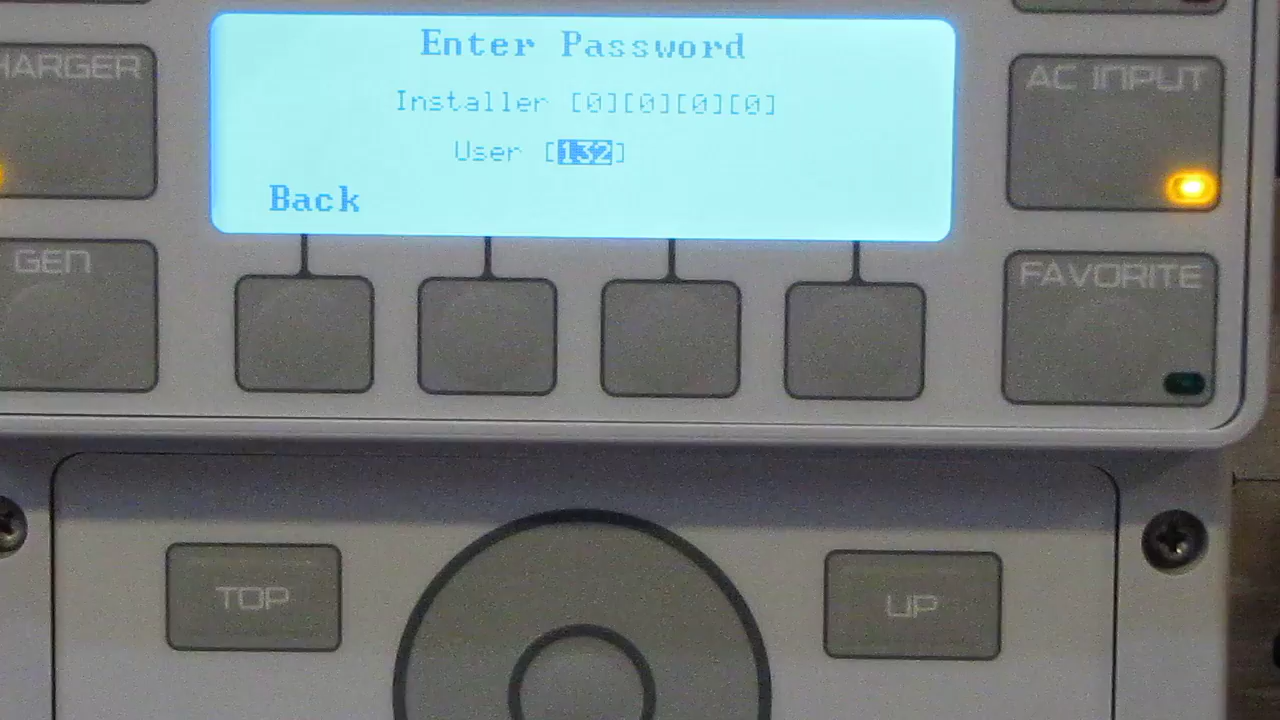 Enter Password
HARGER
AC INPUT
Installer [0][0][0][0]
User [132]
Back
GEN
FAVORITE
TOP
UP